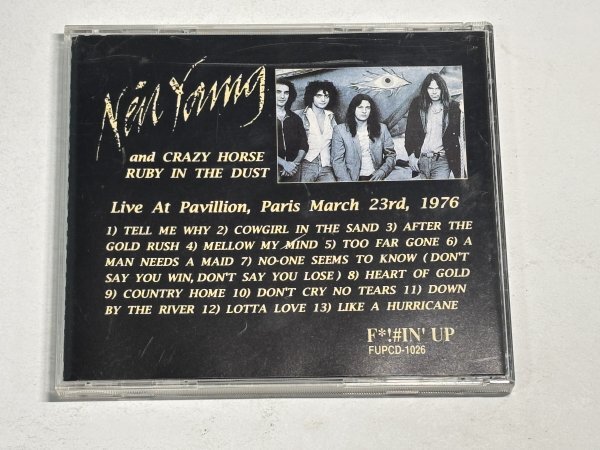 Neil Young
and CRAZY HORSE
RUBY IN THE DUST
Live At Pavillion, Paris March 23rd, 1976
1) TELL ME WHY 2) COWGIRL IN THE SAND 3) AFTER THE
GOLD RUSH 4) MELLOW MY MIND 5) TOO FAR GONE 6) A
MAN NEEDS A MAID 7) NO-ONE SEEMS TO KNOW (DON'T
SAY YOU WIN, DON'T SAY YOU LOSE) 8) HEART OF GOLD
9) COUNTRY HOME 10) DON'T CRY NO TEARS 11) DOWN
BY THE RIVER 12) LOTTA LOVE 13) LIKE A HURRICANE
F*!#IN' UP
FUPCD-1026